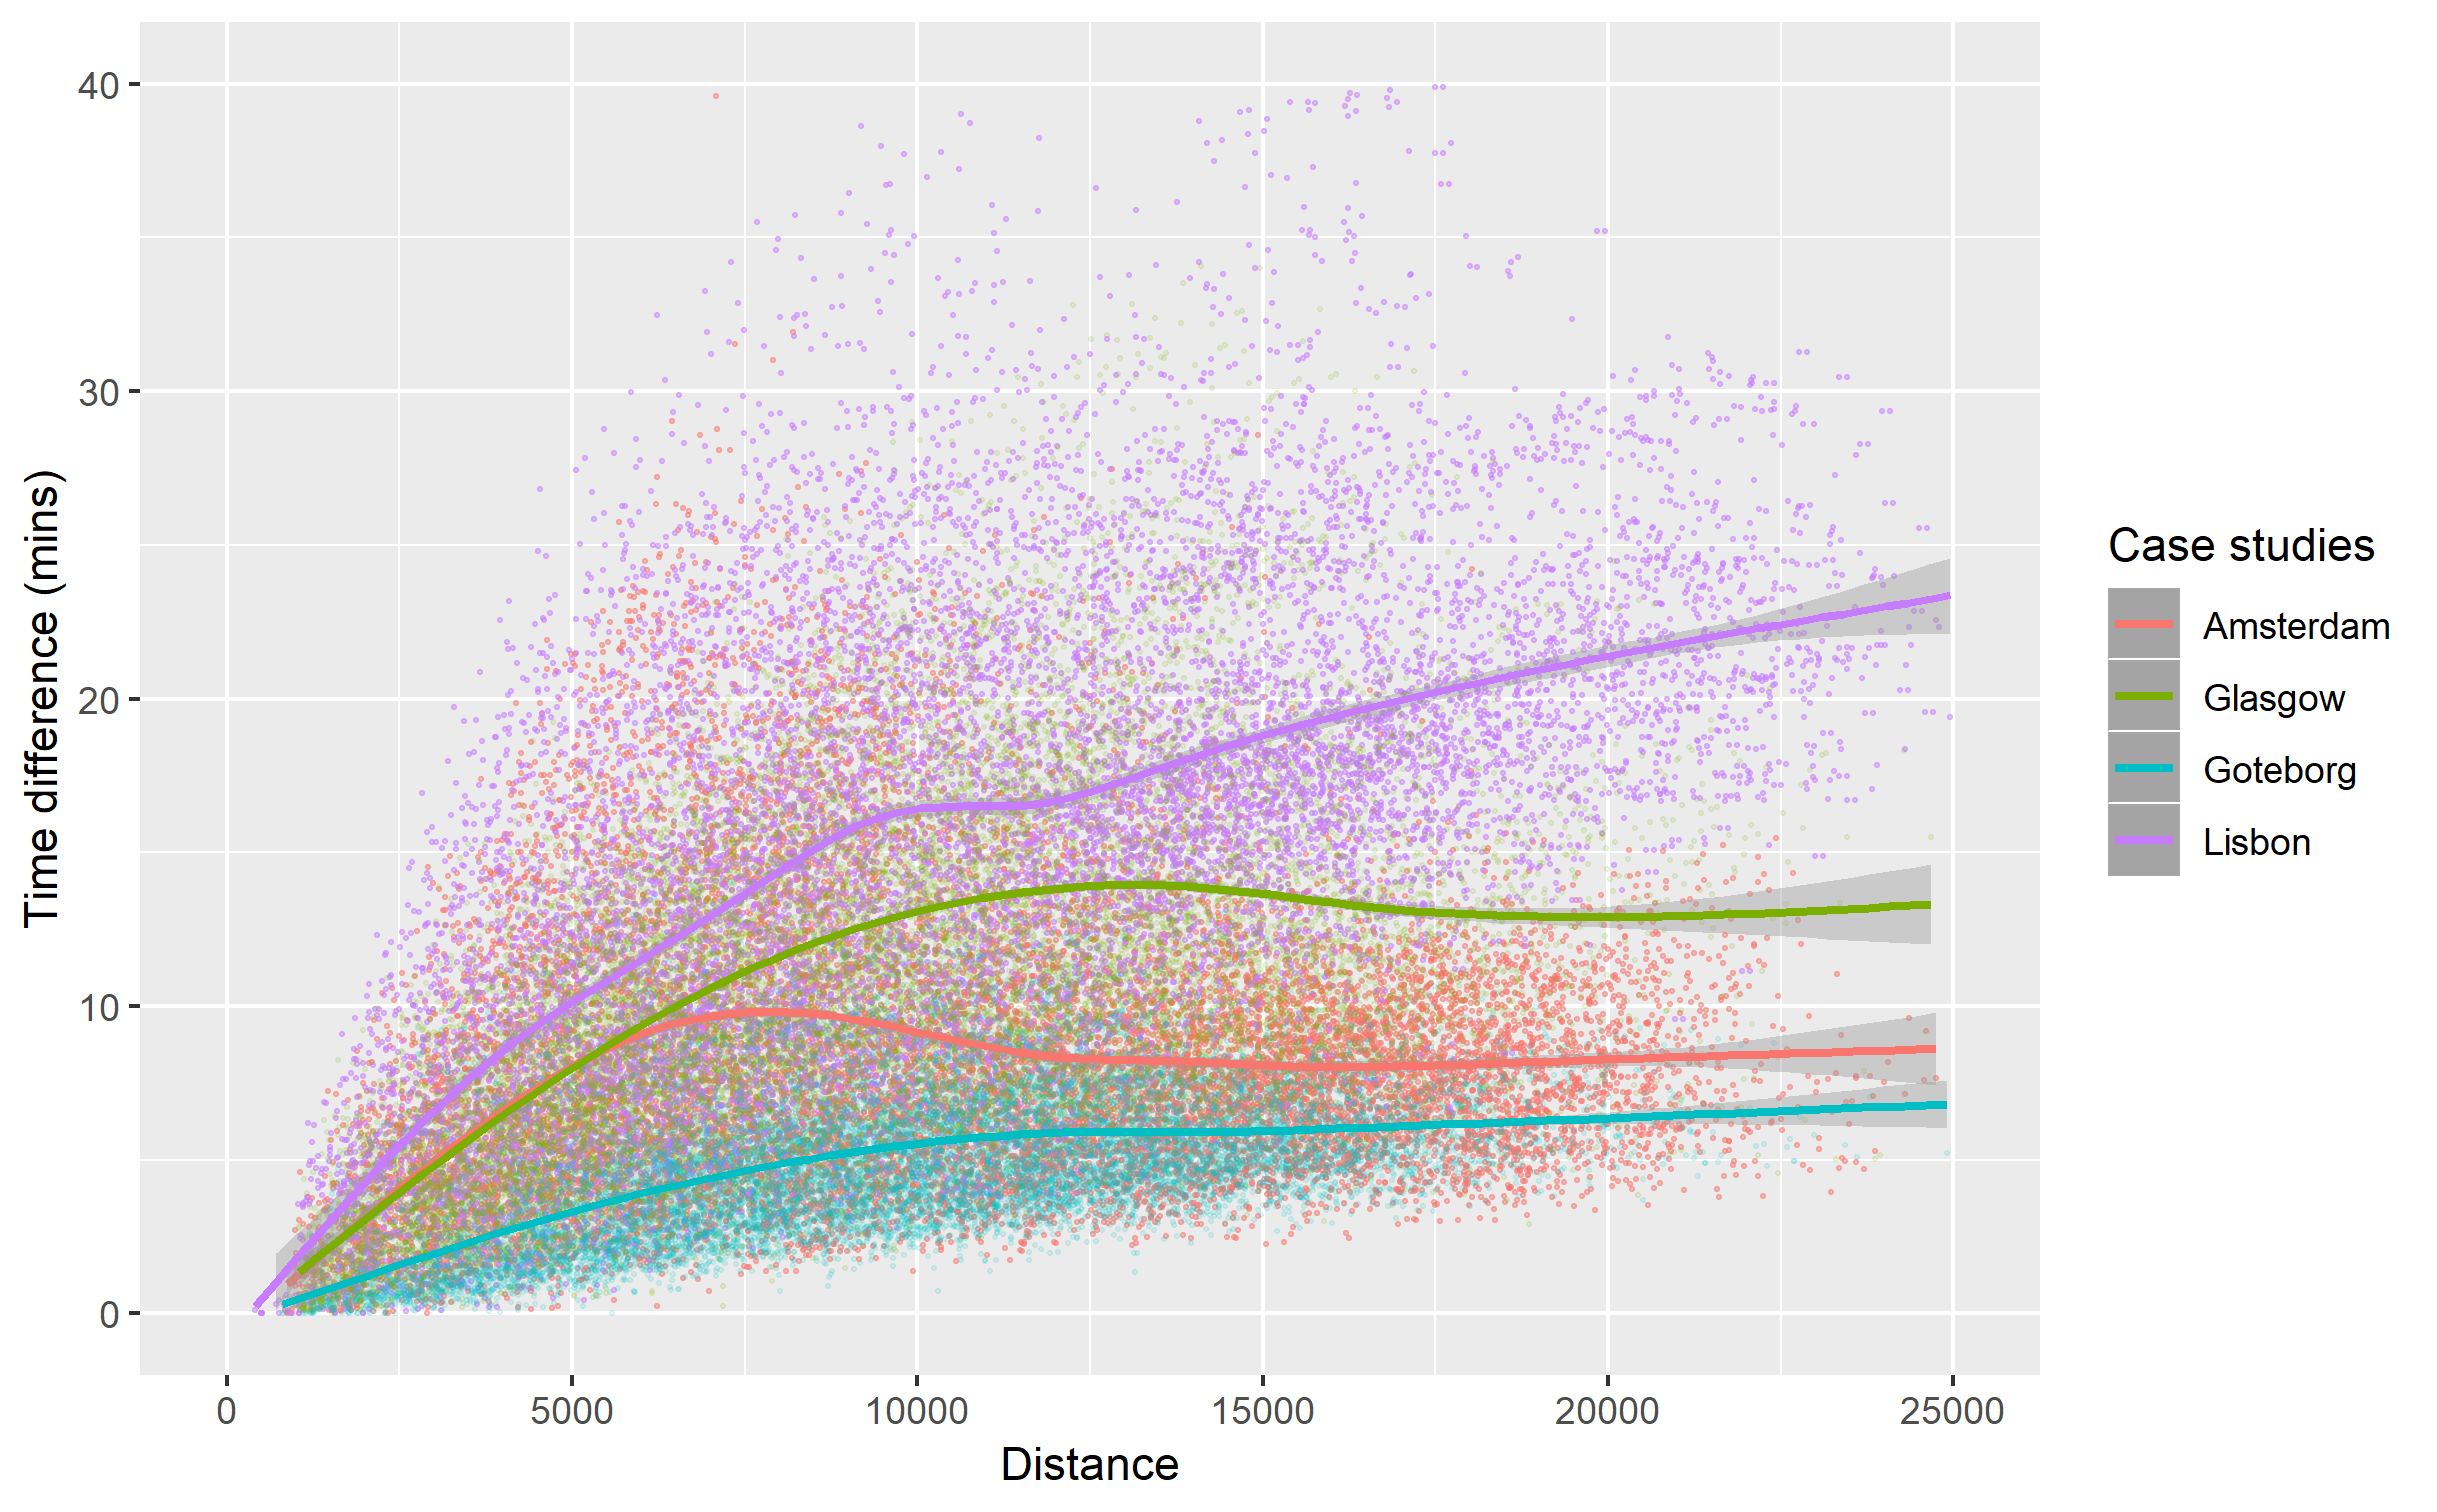 40
30
20
10
0
Time difference (mins)
0 5000 10000 15000 20000 25000
Distance
Case studies
Amsterdam
Glasgow
Goteborg
Lisbon